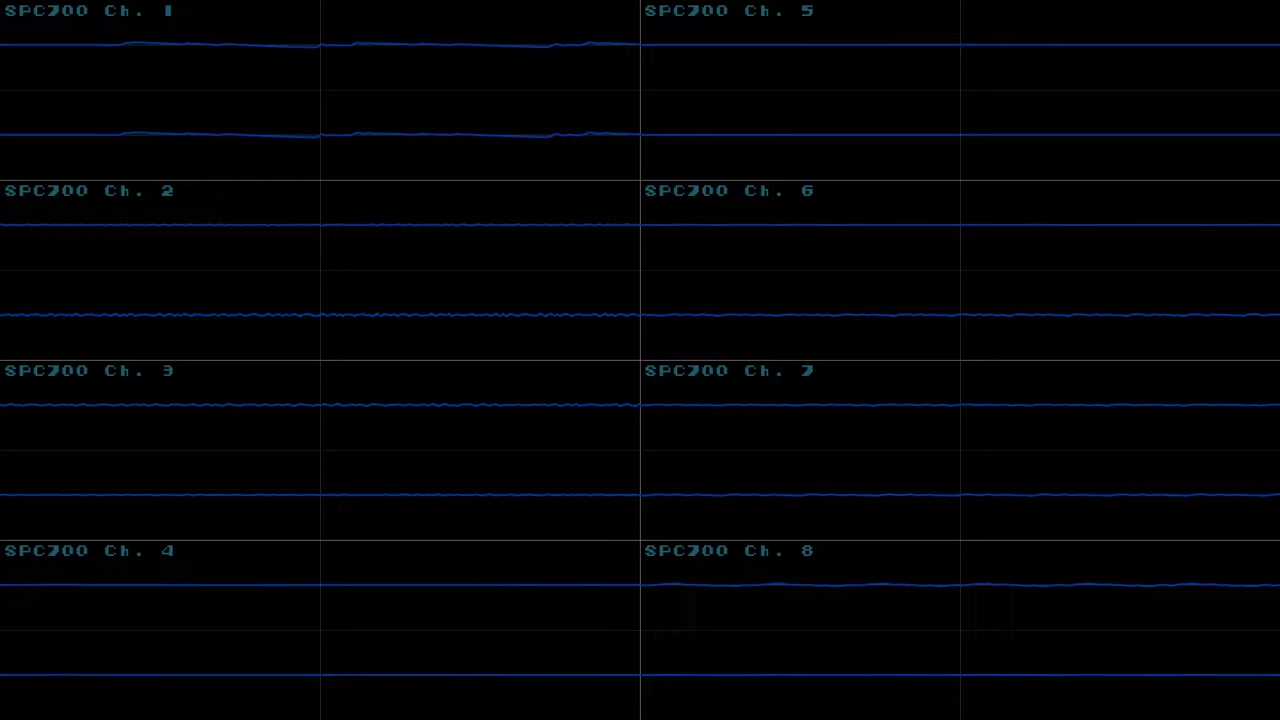 SPC700 Ch. 1
SPC700 Ch. 5
SPC700 Ch. 2
SPC700 Ch. 6
SPC700 Ch. 3
SPC700 Ch. 7
SPC700 Ch. 4
SPC700 Ch. 8